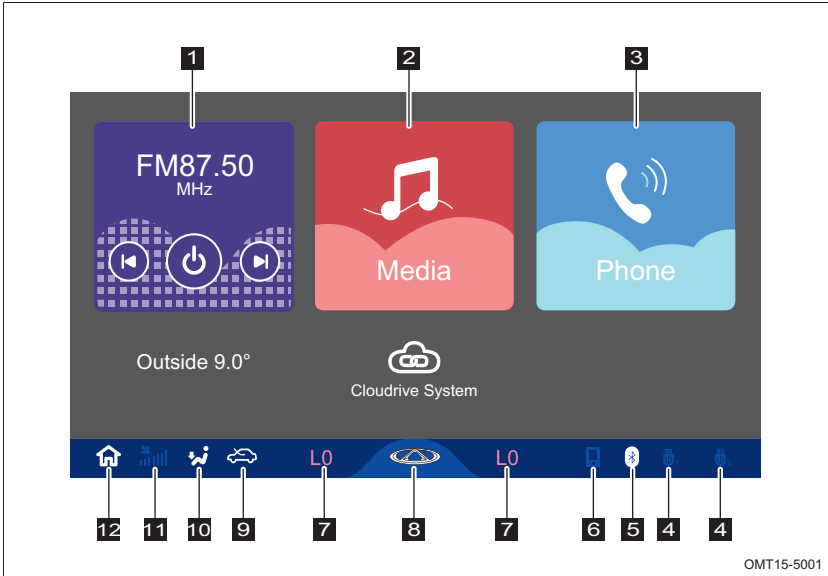 1 2 3
FM87.50
MHz
Media
Phone
Outside 9.0°
Cloudrive System
L0 L0
12 11 10 9 7 8 7 6 5 4 4
OMT15-5001